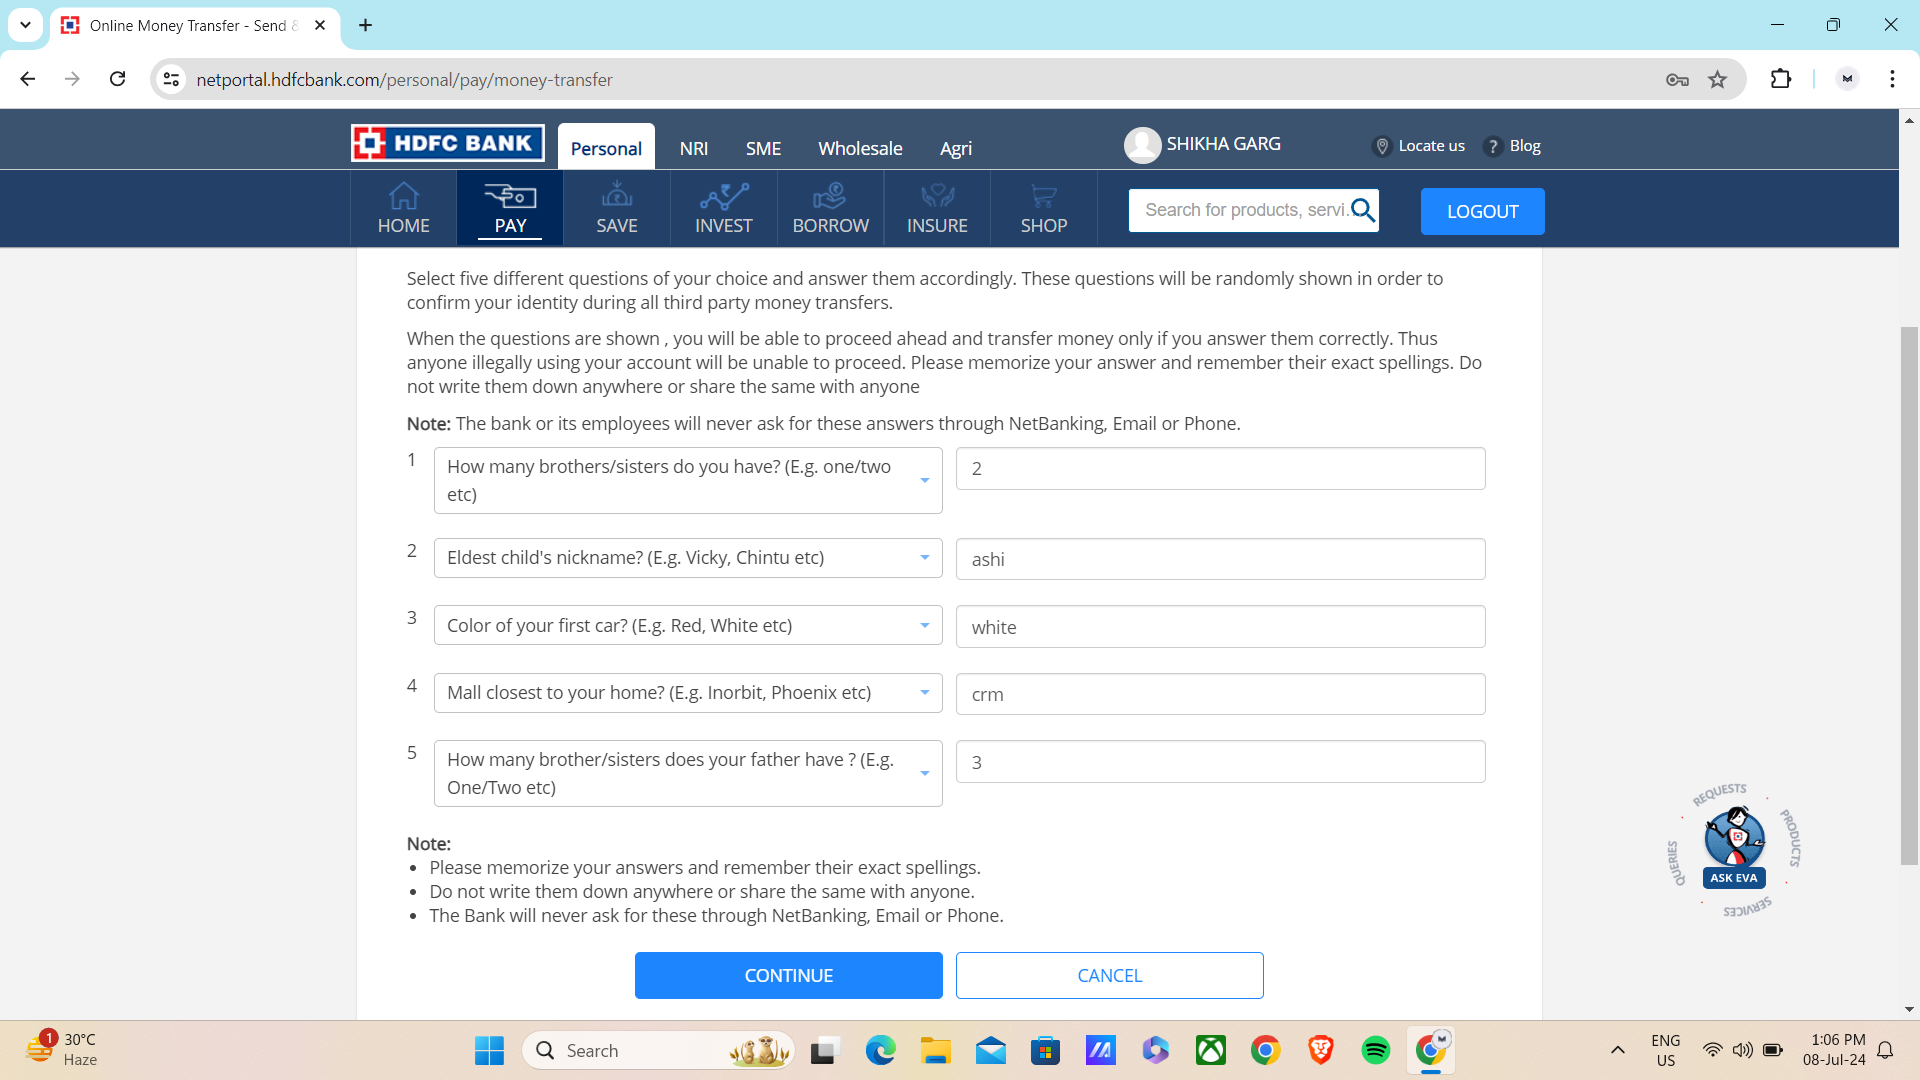 Online Money Transfer - Send &
netportal.hdfcbank.com/personal/pay/money-transfer
HDFC BANK
Personal
NRI
SME
Wholesale
Agri
SHIKHA GARG
Locate us
? Blog
HOME
PAY
SAVE
INVEST
BORROW
INSURE
SHOP
Search for products, servi.
LOGOUT
Select five different questions of your choice and answer them accordingly. These questions will be randomly shown in order to
confirm your identity during all third party money transfers.
When the questions are shown , you will be able to proceed ahead and transfer money only if you answer them correctly. Thus
anyone illegally using your account will be unable to proceed. Please memorize your answer and remember their exact spellings. Do
not write them down anywhere or share the same with anyone
Note: The bank or its employees will never ask for these answers through NetBanking, Email or Phone.
1 How many brothers/sisters do you have? (E.g. one/two
etc)
2
2 Eldest child's nickname? (E.g. Vicky, Chintu etc)
ashi
3 Color of your first car? (E.g. Red, White etc)
white
4 Mall closest to your home? (E.g. Inorbit, Phoenix etc)
crm
5 How many brother/sisters does your father have ? (E.g.
One/Two etc)
3
Note:
• Please memorize your answers and remember their exact spellings.
• Do not write them down anywhere or share the same with anyone.
• The Bank will never ask for these through NetBanking, Email or Phone.
CONTINUE
CANCEL
REQUESTS
PRODUCTS
SERVICES
QUERIES
ASK EVA
1
30°C
Haze
Search
ENG
US
1:06 PM
08-Jul-24